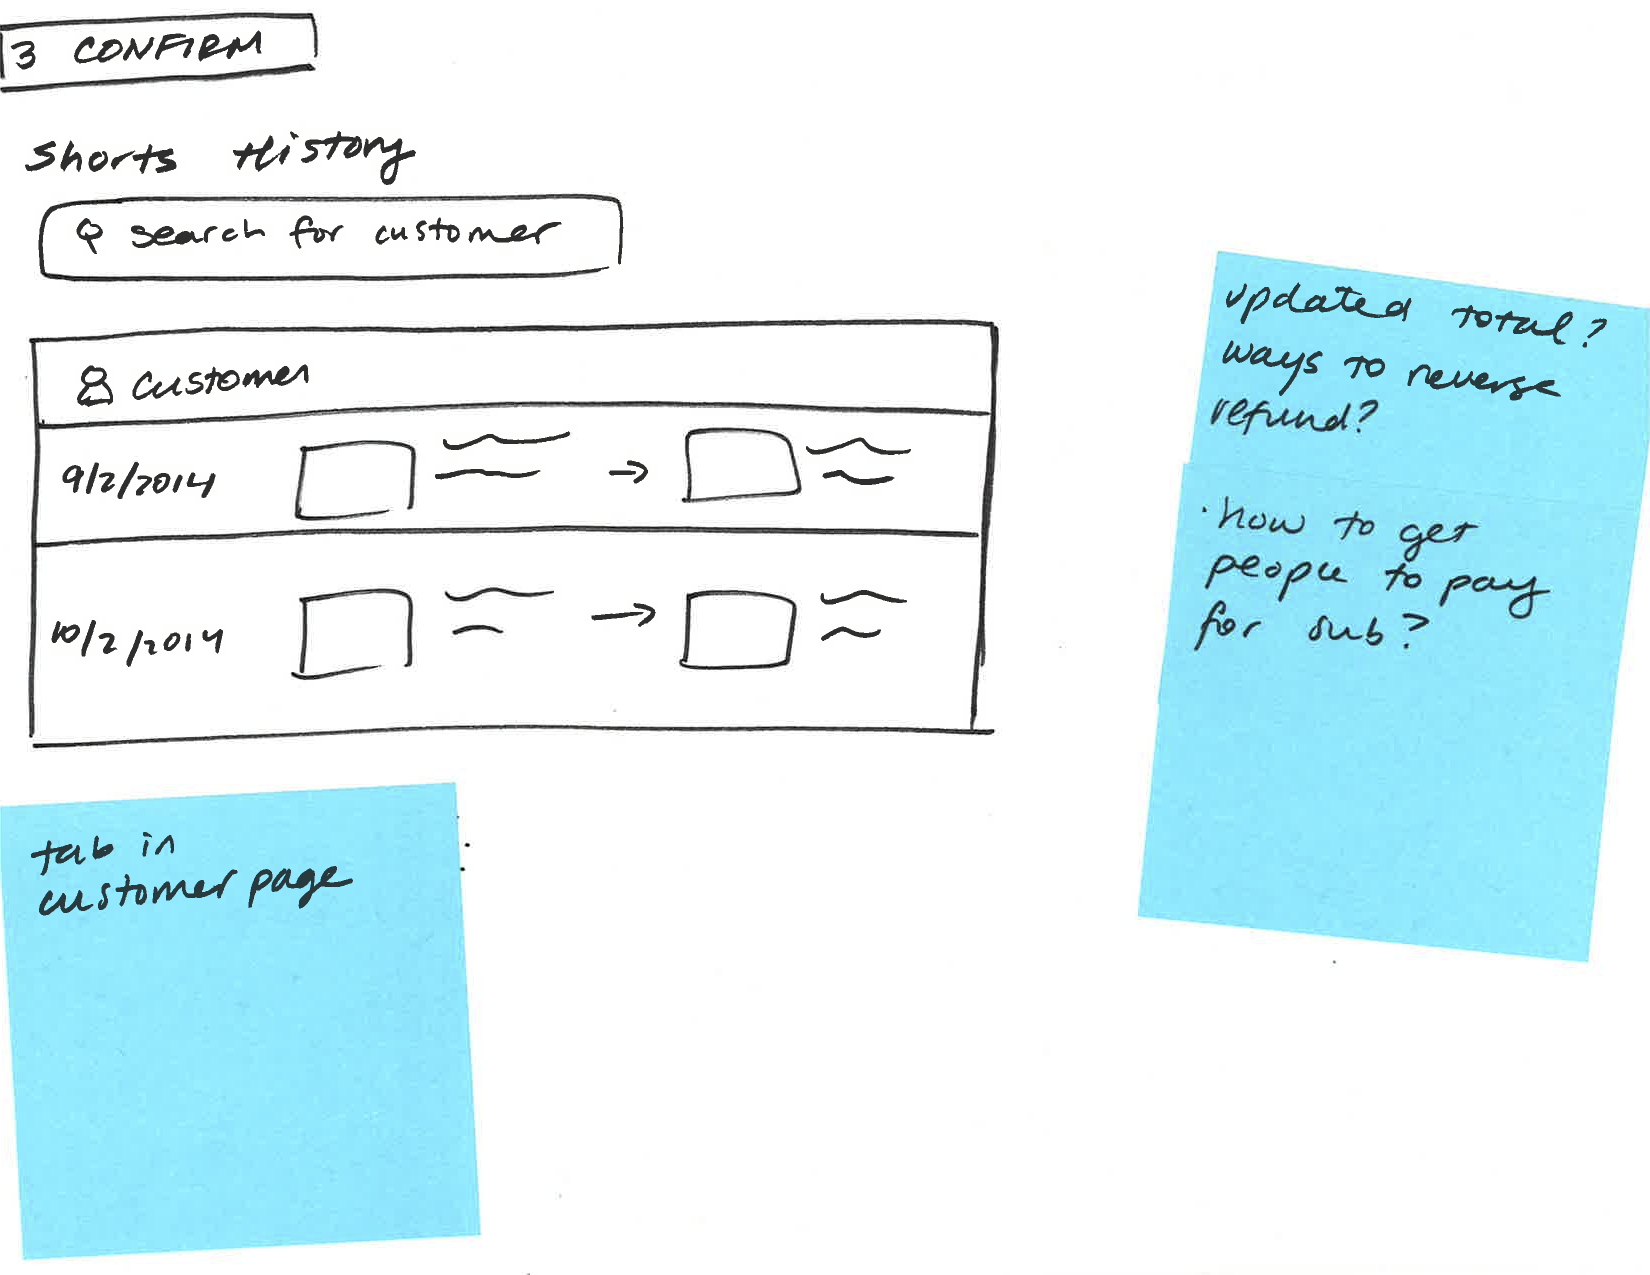 3 CONFIRM
Shorts History
search for customer
customer
9/2/2014
10/2/2014
updated total?
ways to reverse
refund?
· how to get
people to pay
for sub?
tab in
customer page